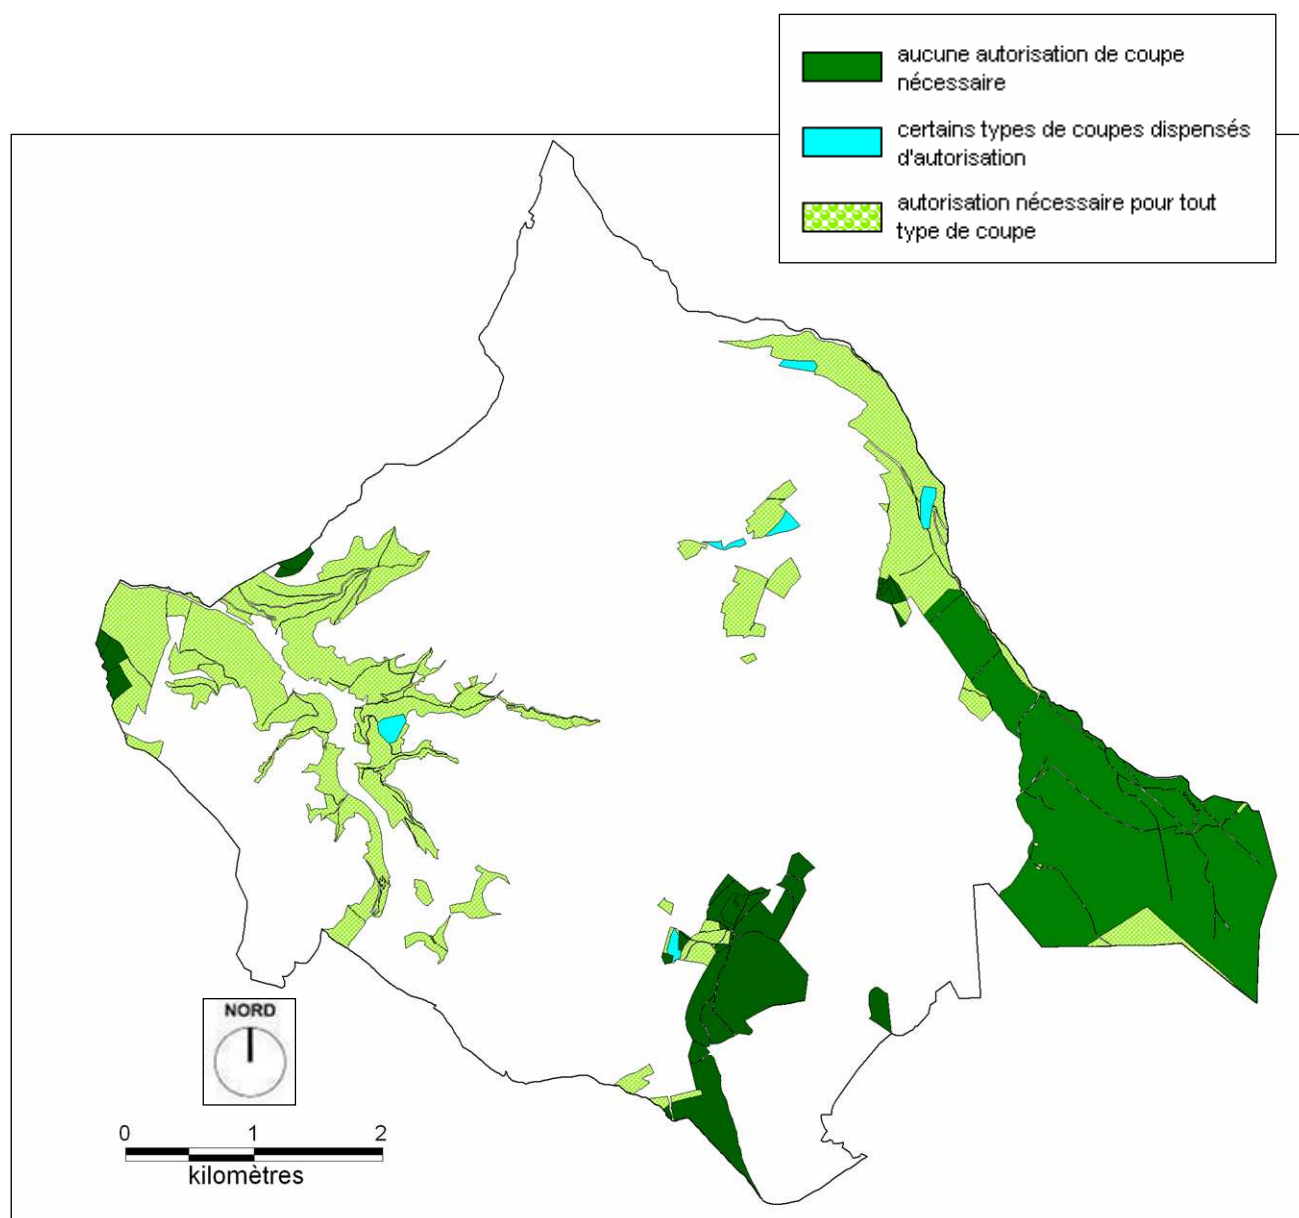 aucune autorisation de coupe
nécessaire
certains types de coupes dispensés
d'autorisation
autorisation nécessaire pour tout
type de coupe
NORD
0 1 2
kilomètres